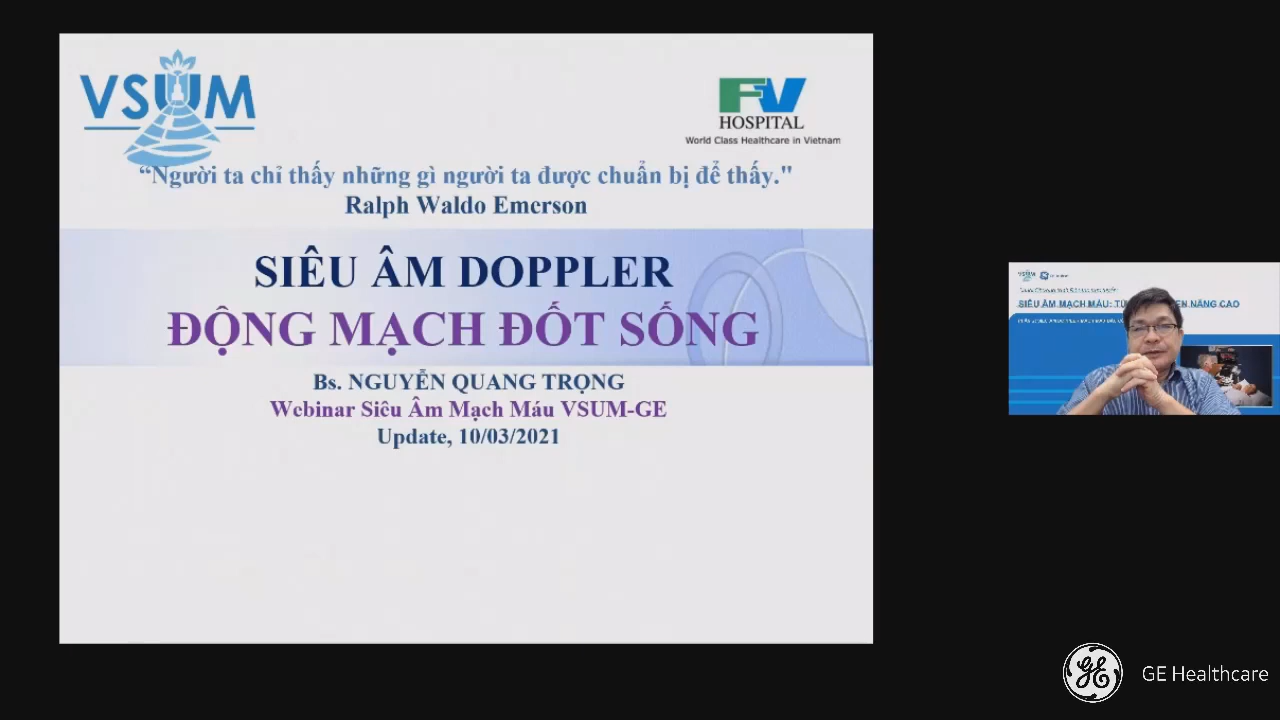 VSUM
FV
HOSPITAL
World Class Healthcare in Vietnam
“Người ta chỉ thấy những gì người ta được chuẩn bị để thấy."
Ralph Waldo Emerson
SIÊU ÂM DOPPLER
ĐỘNG MẠCH ĐỐT SỐNG
Bs. NGUYỄN QUANG TRỌNG
Webinar Siêu Âm Mạch Máu VSUM-GE
Update, 10/03/2021
SIÊU ÂM MẠCH MÁU: NÂNG CAO
GE Healthcare